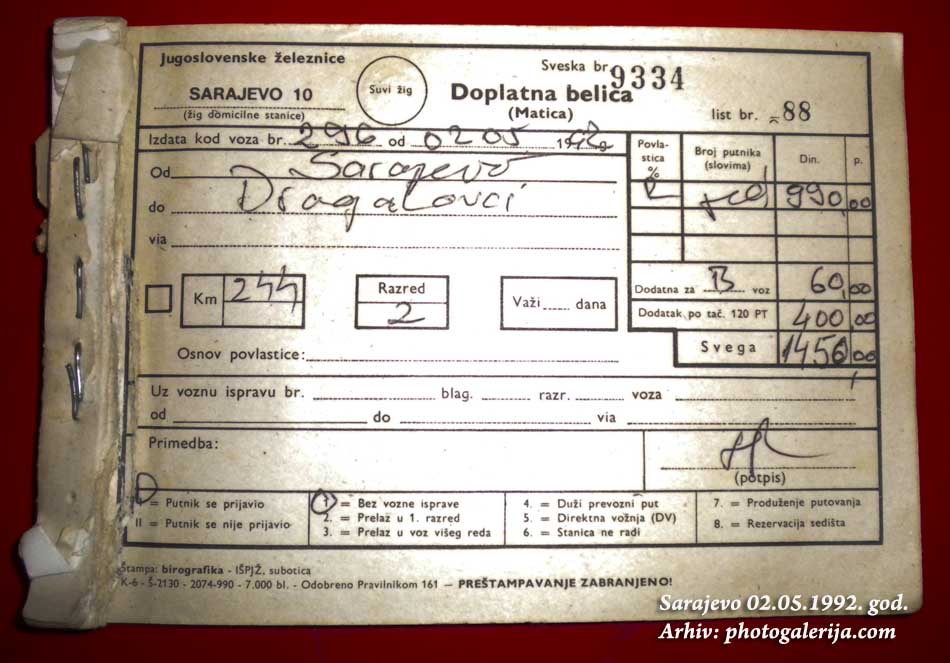 Jugoslovenske železnice
SARAJEVO 10
(žig domicilne stanice)
Suvi žig
Sveska br. 9334
Doplatna belica
(Matica)
list br. 88
Izdata kod voza br. 296 od 02 05 19
Od Sarajevo
do Dragalovci
via
Povla-
stica
%
Broj putnika
(slovima)
Din. p.
990,00
Km 244
Razred
2
Važi ...... dana
Dodatna za B voz 60,00
Dodatak po tač. 120 PT 400,00
Svega 1450,00
Osnov povlastice:
Uz voznu ispravu br. blag. razr. voza
od do via
Primedba:
(potpis)
I = Putnik se prijavio
II = Putnik se nije prijavio
1 = Bez vozne isprave
2. = Prelaz u 1. razred
3. = Prelaz u voz višeg reda
4. = Duži prevozni put
5. = Direktna vožnja (DV)
6. = Stanica ne radi
7. = Produženje putovanja
8. = Rezervacija sedišta
Štampa: birografika - IŠPJŽ, subotica
K-6 - Š-2130 - 2074-990 - 7.000 bl. - Odobreno Pravilnikom 161 — PREŠTAMPAVANJE ZABRANJENO!
Sarajevo 02.05.1992. god.
Arhiv: photogalerija.com